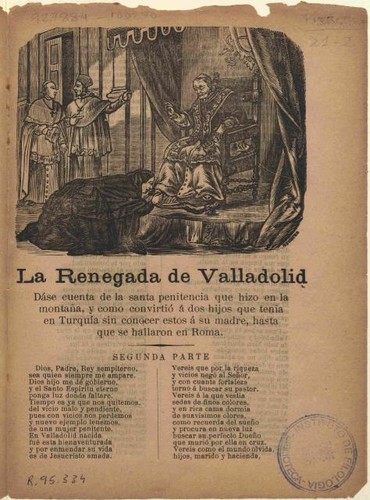 La Renegada de Valladolid
Dáse cuenta de la santa penitencia que hizo en la
montaña, y como convirtió á dos hijos que tenía
en Turquía sin conocer estos á su madre, hasta
que se hallaron en Roma.
SEGUNDA PARTE
Dios, Padre, Rey sempiterno,
sea quien siempre me ampare.
Dios hijo me dé gobierno,
y el Santo Espíritu eterno
ponga luz donde faltare.
Tiempo es ya que nos quitemos,
del vicio malo y pendiente,
pues con vicios nos perdemos
y nuevo ejemplo tenemos,
de una mujer penitente.
En Valladolid nacida
fué esta bienaventurada
y por enmendar su vida
es de Jesucristo amada.
Vereis que por la riqueza
y vicios negó al Señor,
y con cuanta fortaleza
tornó á buscar su pastor.
Vereis á la que vestía
sedas de finos colores,
y en rica cama dormía
de suavísimos olores,
como recuerda del sueño
y procura en nueva luz
buscar su perfecto Dueño
que murió por ella en cruz.
Vereis como el mundo olvida,
hijos, marido y hacienda,
R. 95.334